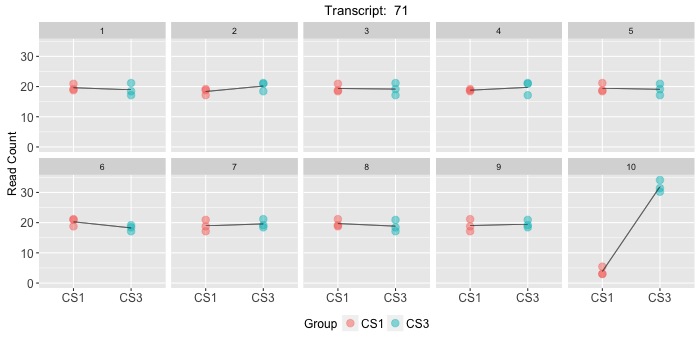 Transcript: 71
1 2 3 4 5
30
20
10
0
Read Count
6 7 8 9 10
30
20
10
0
CS1 CS3 CS1 CS3 CS1 CS3 CS1 CS3 CS1 CS3
Group CS1 CS3